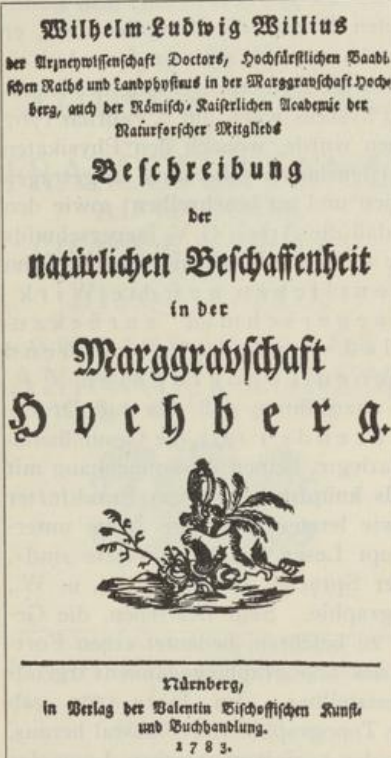 Wilhelm Ludwig Willius
der Arzneywissenschaft Doctors, Hochfürstlichen Baadi-
schen Raths und Landphysikus in der Marggravschaft Hoch-
berg, auch der Römisch-Kaiserlichen Academie der
Naturforscher Mitglieds
Beschreibung
der
natürlichen Beschaffenheit
in der
Marggravschaft
Hochberg.
Nürnberg,
in Verlag der Valentin Bischoffischen Kunst-
und Buchhandlung.
1783.